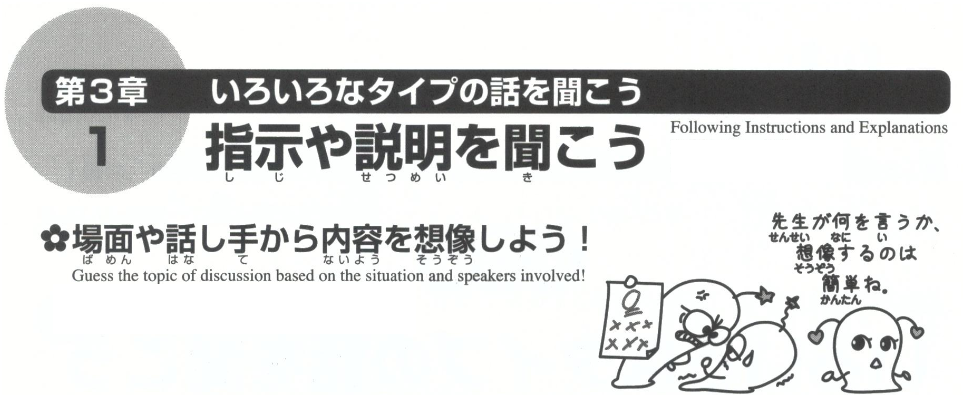 第3章 いろいろなタイプの話を聞こう
1 指示や説明を聞こう
し じ せつ めい き
Following Instructions and Explanations
✿場面や話し手から内容を想像しよう！
ば めん はな て ない よう そう ぞう
Guess the topic of discussion based on the situation and speakers involved!
先生が何を言うか、
せんせい なに い
想像するのは
そうぞう
簡単ね。
かんたん